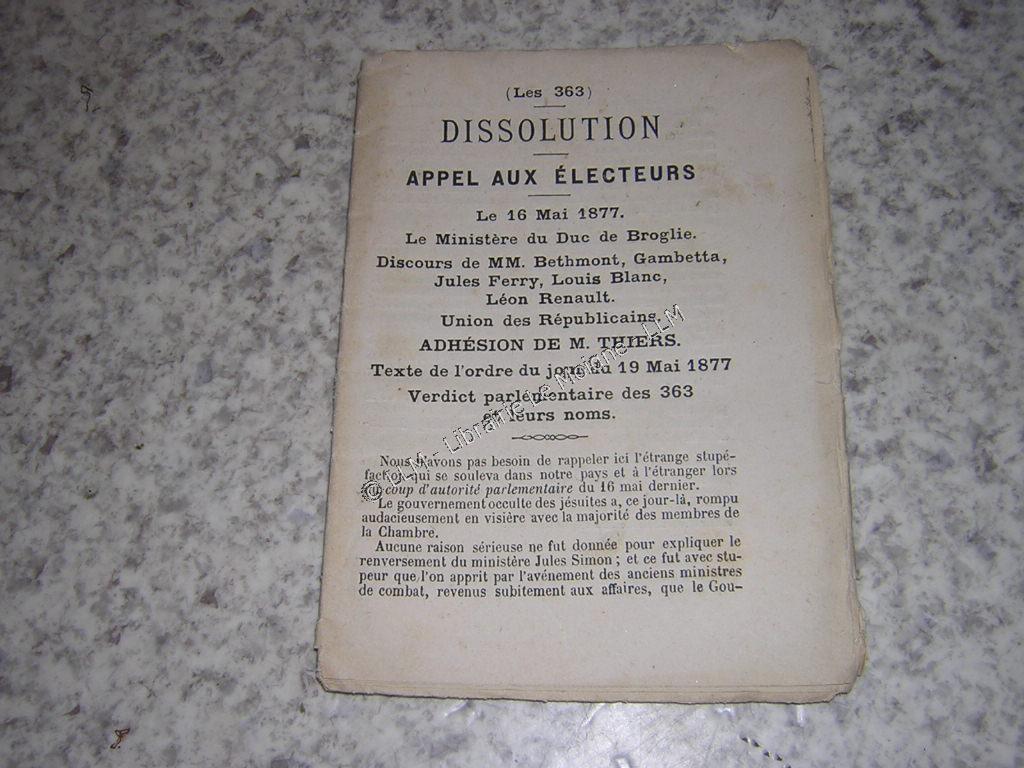 (Les 363)
DISSOLUTION
APPEL AUX ÉLECTEURS
Le 16 Mai 1877.
Le Ministère du Duc de Broglie.
Discours de MM. Bethmont, Gambetta,
Jules Ferry, Louis Blanc,
Léon Renault.
Union des Républicains.
ADHÉSION DE M. THIERS.
Texte de l'ordre du jour du 19 Mai 1877
Verdict parlementaire des 363
et leurs noms.
Nous n'avons pas besoin de rappeler ici l'étrange stupé-
faction qui se souleva dans notre pays et à l'étranger lors
du coup d'autorité parlementaire du 16 mai dernier.
Le gouvernement occulte des jésuites a, ce jour-là, rompu
audacieusement en visière avec la majorité des membres de
la Chambre.
Aucune raison sérieuse ne fut donnée pour expliquer le
renversement du ministère Jules Simon; et ce fut avec stu-
peur que l'on apprit par l'avénement des anciens ministres
de combat, revenus subitement aux affaires, que le Gou-
© LLM - Librairie Le Moigne - LLM